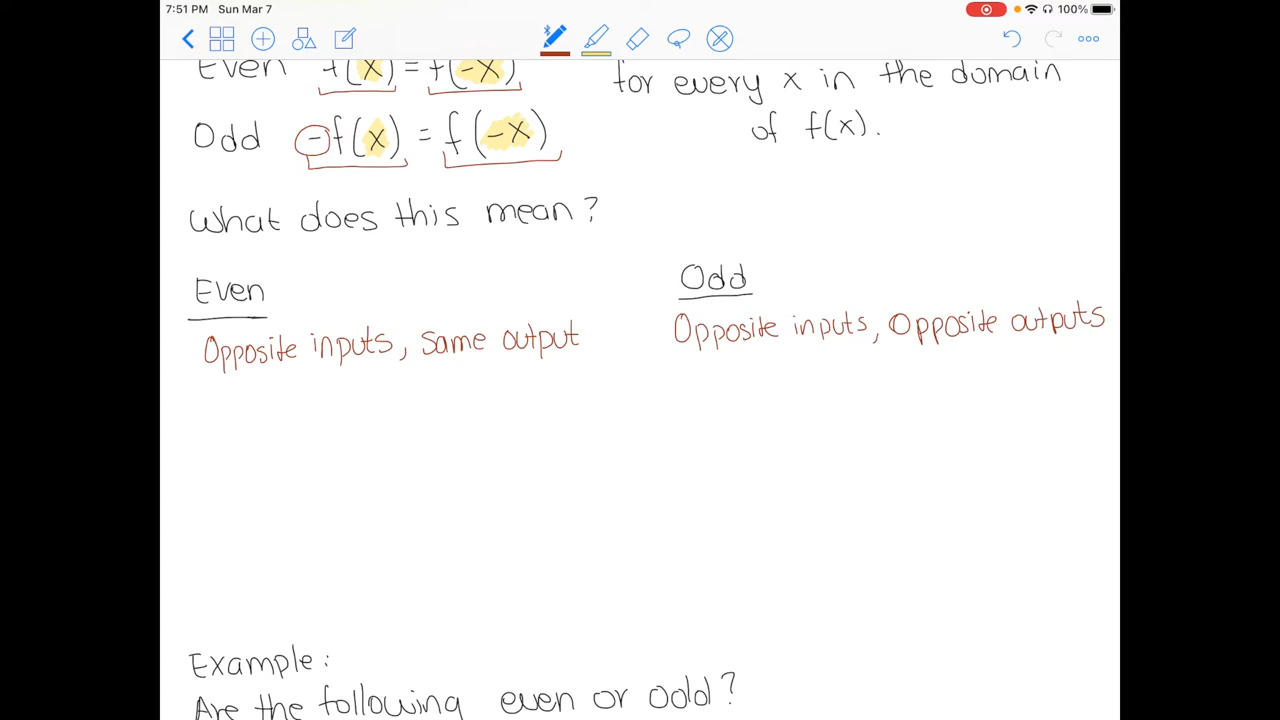 7:51 PM Sun Mar 7
100%
Even f(x) = f(-x)
for every x in the domain
of f(x).
Odd -f(x) = f(-x)
What does this mean?
Even
Opposite inputs, same output
Odd
Opposite inputs, Opposite outputs
Example:
Are the following even or odd?